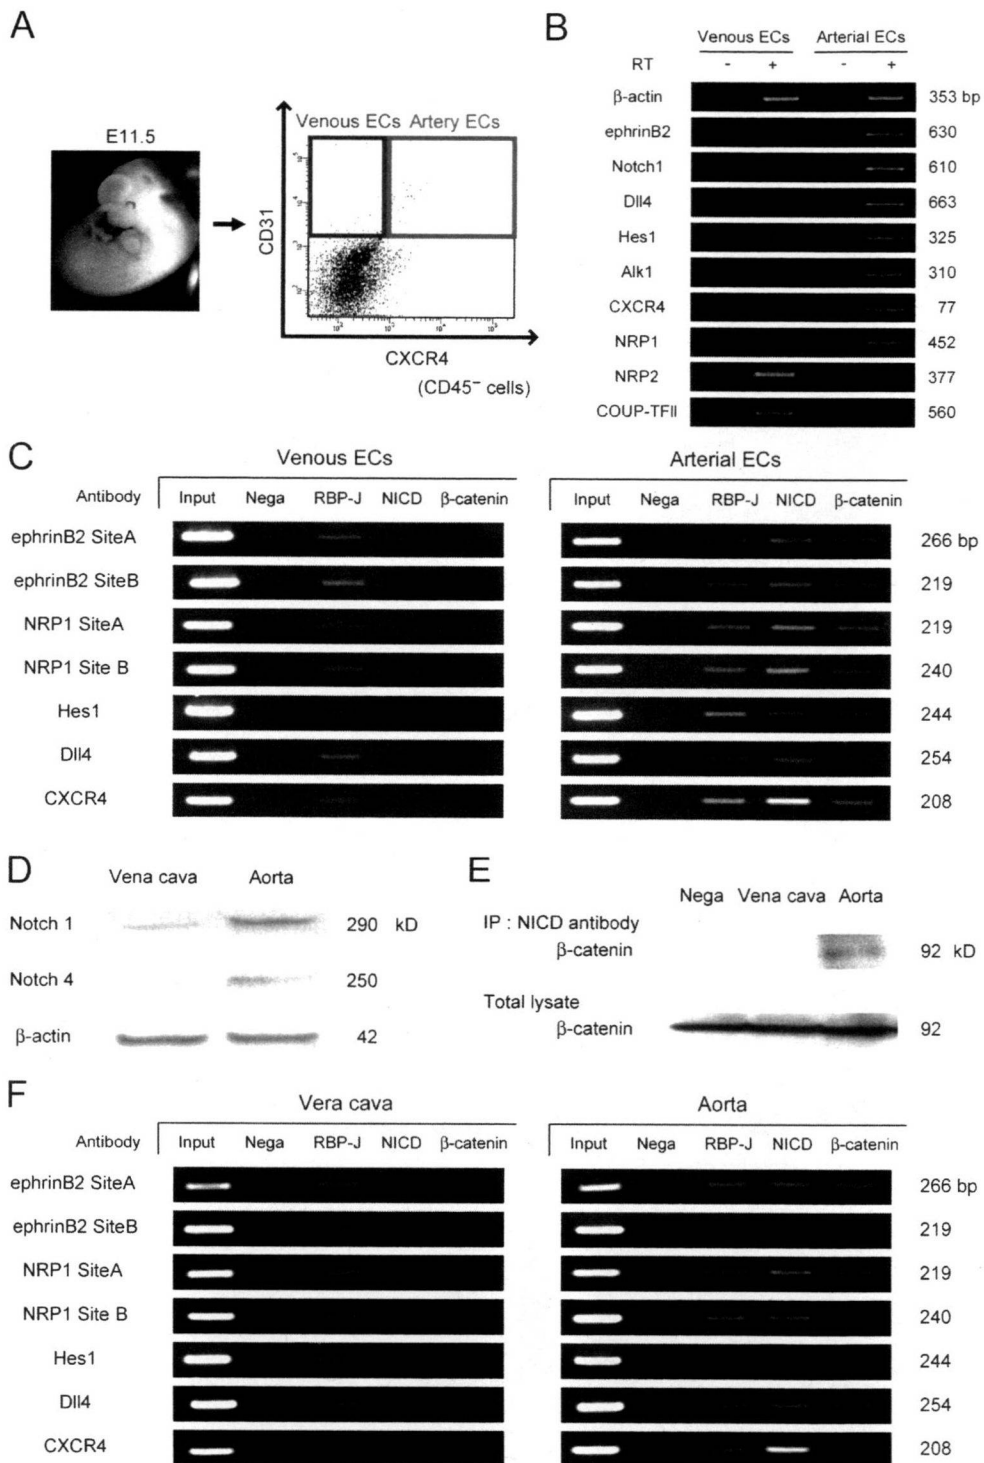 A
E11.5
Venous ECs Artery ECs
CD31
CXCR4
(CD45⁻ cells)
B
Venous ECs Arterial ECs
RT - + - +
β-actin 353 bp
ephrinB2 630
Notch1 610
Dll4 663
Hes1 325
Alk1 310
CXCR4 77
NRP1 452
NRP2 377
COUP-TFII 560
C
Venous ECs Arterial ECs
Antibody Input Nega RBP-J NICD β-catenin Input Nega RBP-J NICD β-catenin
ephrinB2 SiteA 266 bp
ephrinB2 SiteB 219
NRP1 SiteA 219
NRP1 Site B 240
Hes1 244
Dll4 254
CXCR4 208
D
Vena cava Aorta
Notch 1 290 kD
Notch 4 250
β-actin 42
E
Nega Vena cava Aorta
IP : NICD antibody
β-catenin 92 kD
Total lysate
β-catenin 92
F
Vera cava Aorta
Antibody Input Nega RBP-J NICD β-catenin Input Nega RBP-J NICD β-catenin
ephrinB2 SiteA 266 bp
ephrinB2 SiteB 219
NRP1 SiteA 219
NRP1 Site B 240
Hes1 244
Dll4 254
CXCR4 208